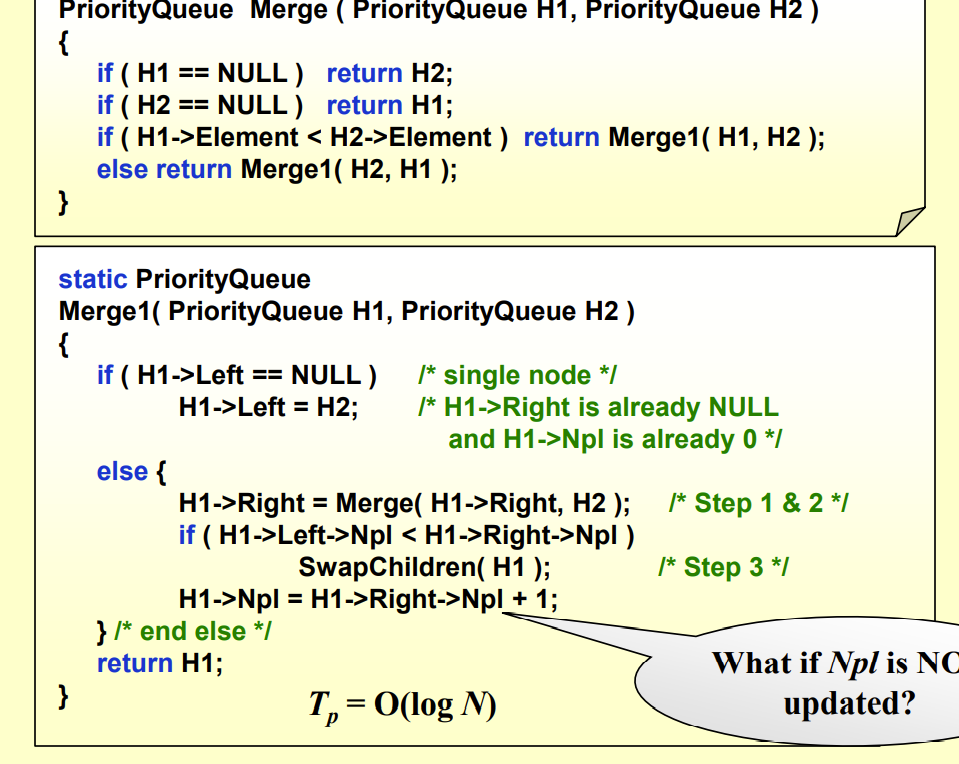 PriorityQueue Merge ( PriorityQueue H1, PriorityQueue H2 )
{
if ( H1 == NULL ) return H2;
if ( H2 == NULL ) return H1;
if ( H1->Element < H2->Element ) return Merge1( H1, H2 );
else return Merge1( H2, H1 );
}
static PriorityQueue
Merge1( PriorityQueue H1, PriorityQueue H2 )
{
if ( H1->Left == NULL ) /* single node */
H1->Left = H2; /* H1->Right is already NULL
and H1->Npl is already 0 */
else {
H1->Right = Merge( H1->Right, H2 ); /* Step 1 & 2 */
if ( H1->Left->Npl < H1->Right->Npl )
SwapChildren( H1 ); /* Step 3 */
H1->Npl = H1->Right->Npl + 1;
} /* end else */
return H1;
}
What if Npl is NO
updated?
Tp = O(log N)